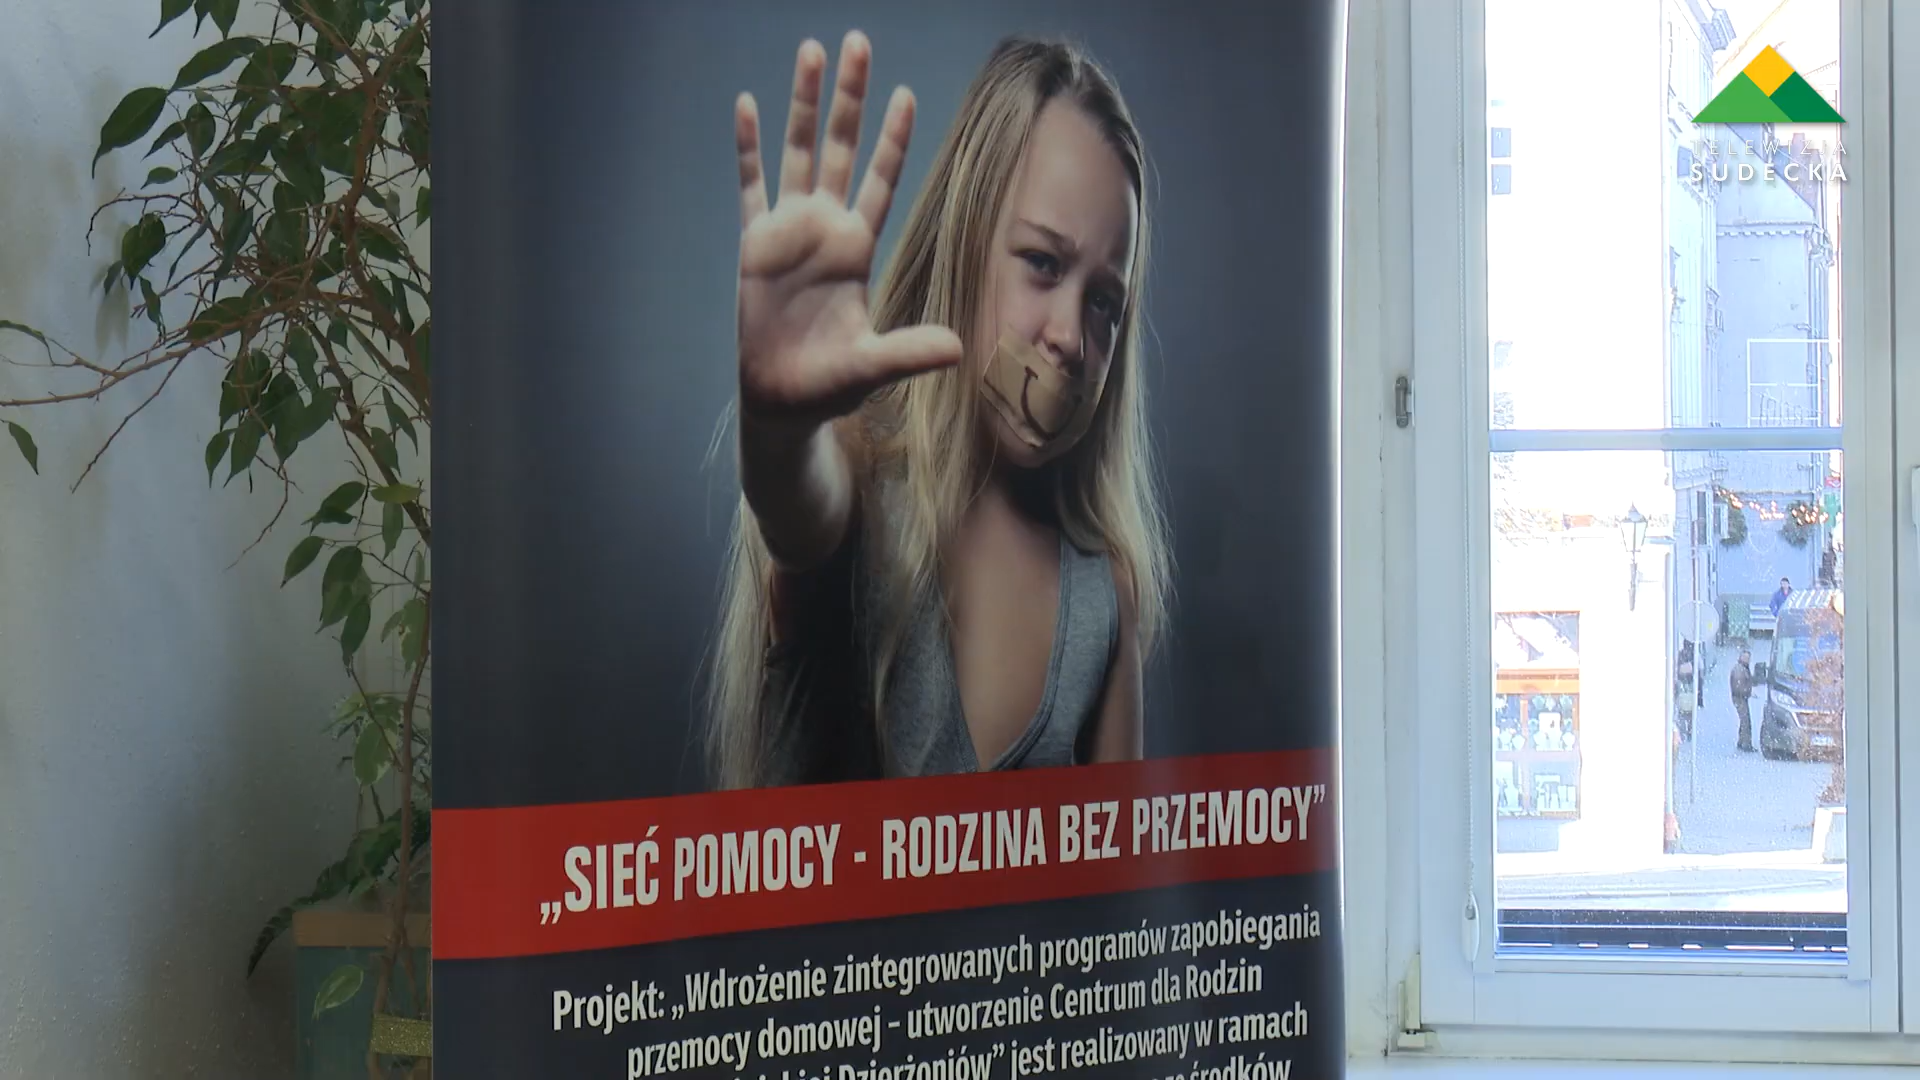 TELEWIZJA
SUDECKA
„SIEĆ POMOCY - RODZINA BEZ PRZEMOCY”
Projekt: „Wdrożenie zintegrowanych programów zapobiegania
przemocy domowej – utworzenie Centrum dla Rodzin
Dzierżoniów” jest realizowany w ramach
środków